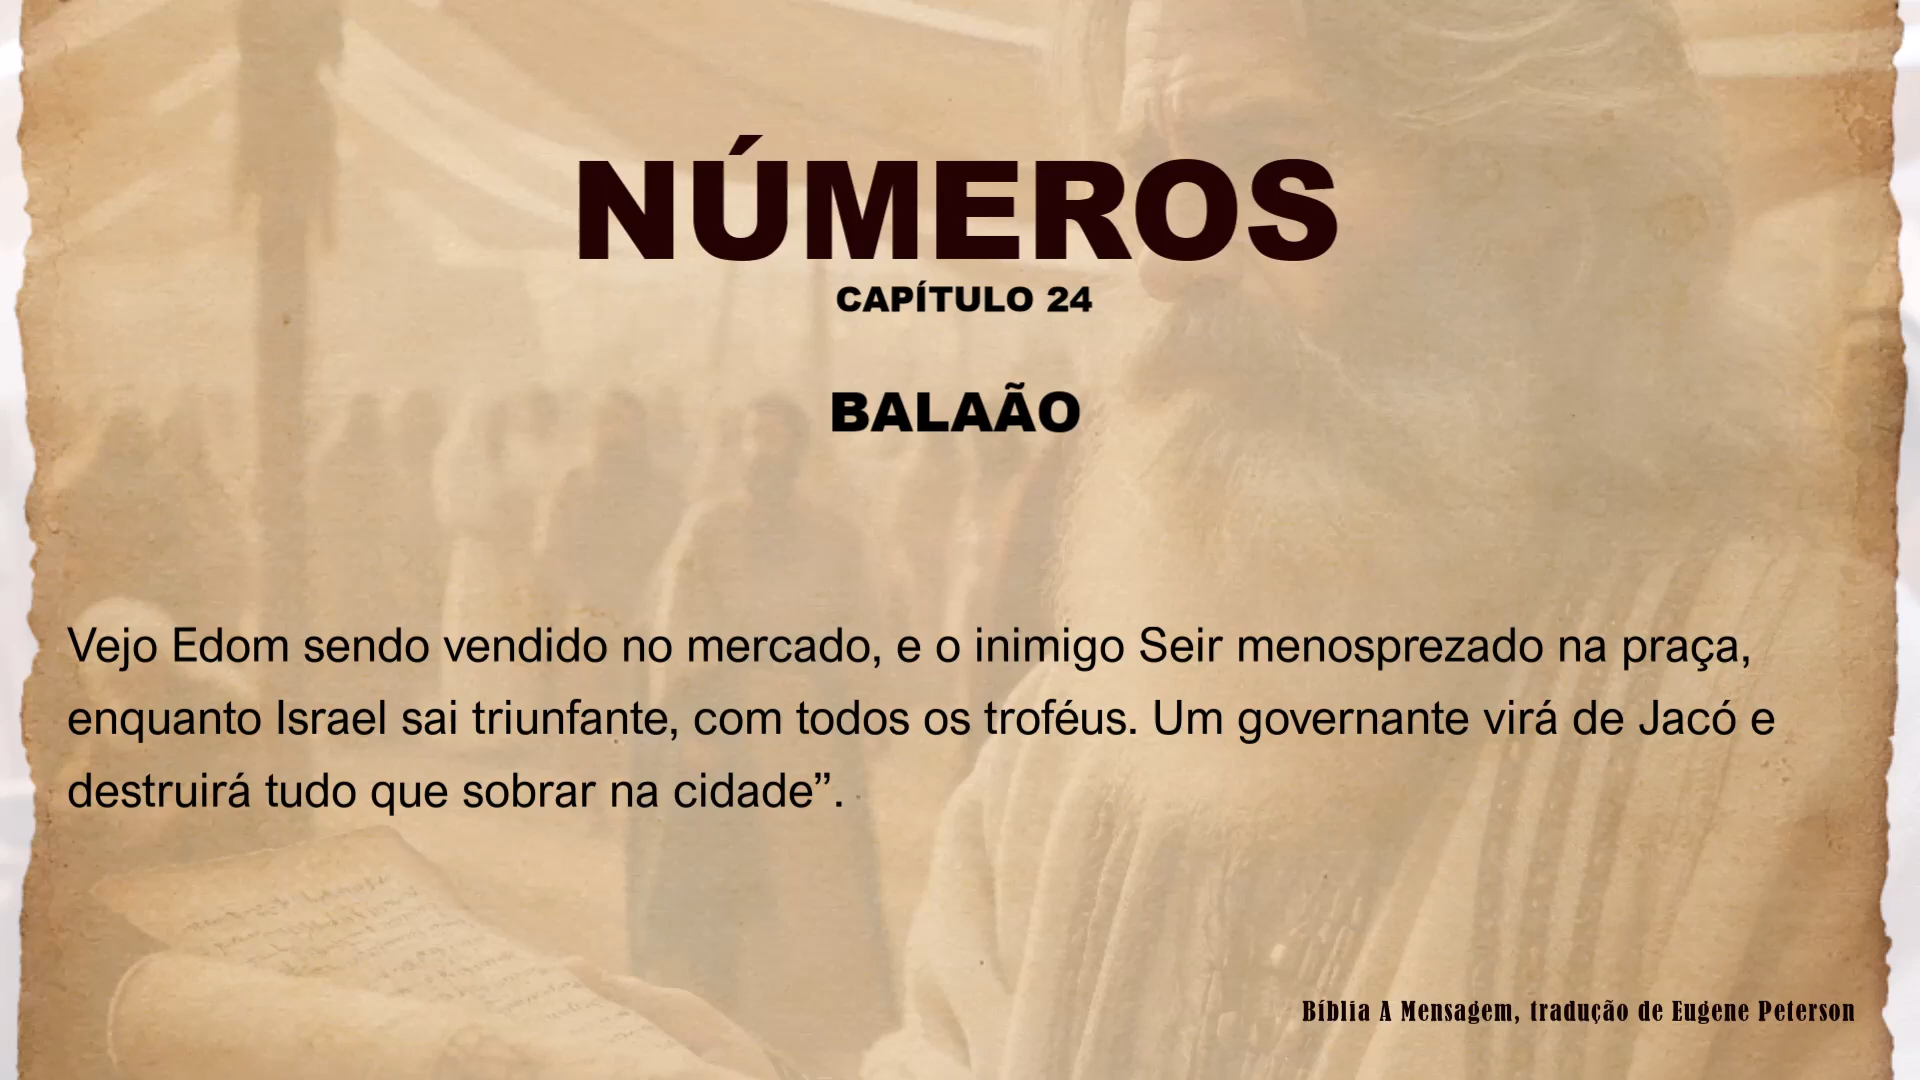 NÚMEROS
CAPÍTULO 24
BALAÃO
Vejo Edom sendo vendido no mercado, e o inimigo Seir menosprezado na praça,
enquanto Israel sai triunfante, com todos os troféus. Um governante virá de Jacó e
destruirá tudo que sobrar na cidade”.
Bíblia A Mensagem, tradução de Eugene Peterson